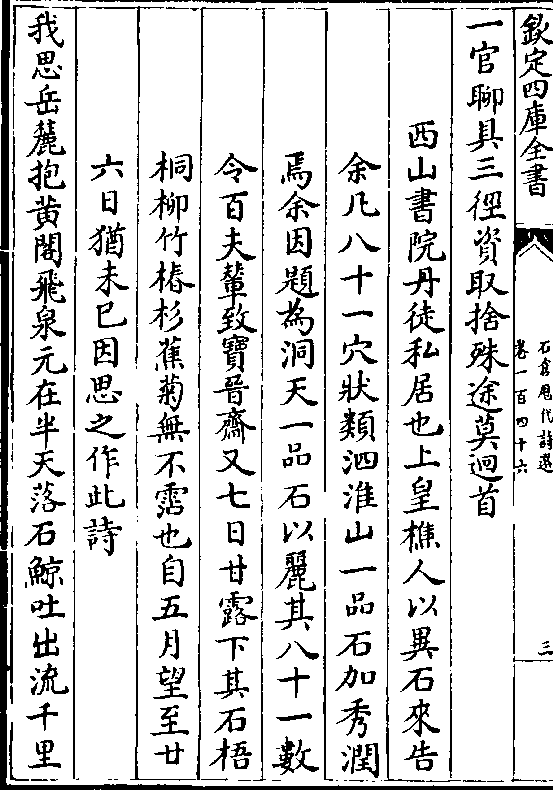 欽定四庫全書
石倉歴代詩選
卷一百四十六
三
一官聊具三徑資取捨殊途莫迴首
西山書院丹徒私居也上皇樵人以異石來告
余凡八十一穴狀類泗淮山一品石加秀潤
焉余因題為洞天一品石以麗其八十一數
令百夫輦致寶晉齋又七日甘露下其石梧
桐柳竹椿杉蕉菊無不霑也自五月望至廿
六日猶未已因思之作此詩
我思岳麓抱黄閣飛泉元在半天落石鯨吐出流千里